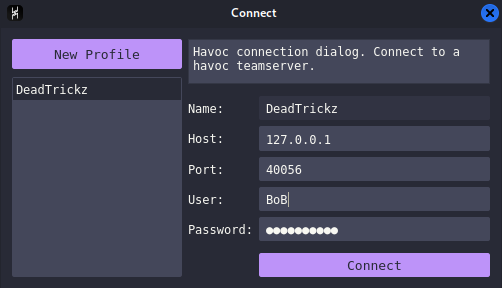 Connect
New Profile
DeadTrickz
Havoc connection dialog. Connect to a
havoc teamserver.
Name: DeadTrickz
Host: 127.0.0.1
Port: 40056
User: BoB
Password: ●●●●●●●●●●
Connect